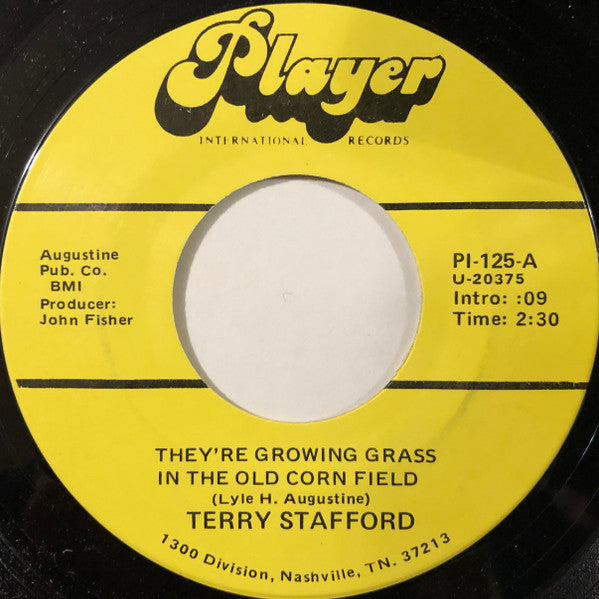 Player
INTERNATIONAL RECORDS
Augustine
Pub. Co.
BMI
Producer:
John Fisher
PI-125-A
U-20375
Intro: :09
Time: 2:30
THEY'RE GROWING GRASS
IN THE OLD CORN FIELD
(Lyle H. Augustine)
TERRY STAFFORD
1300 Division, Nashville, TN. 37213